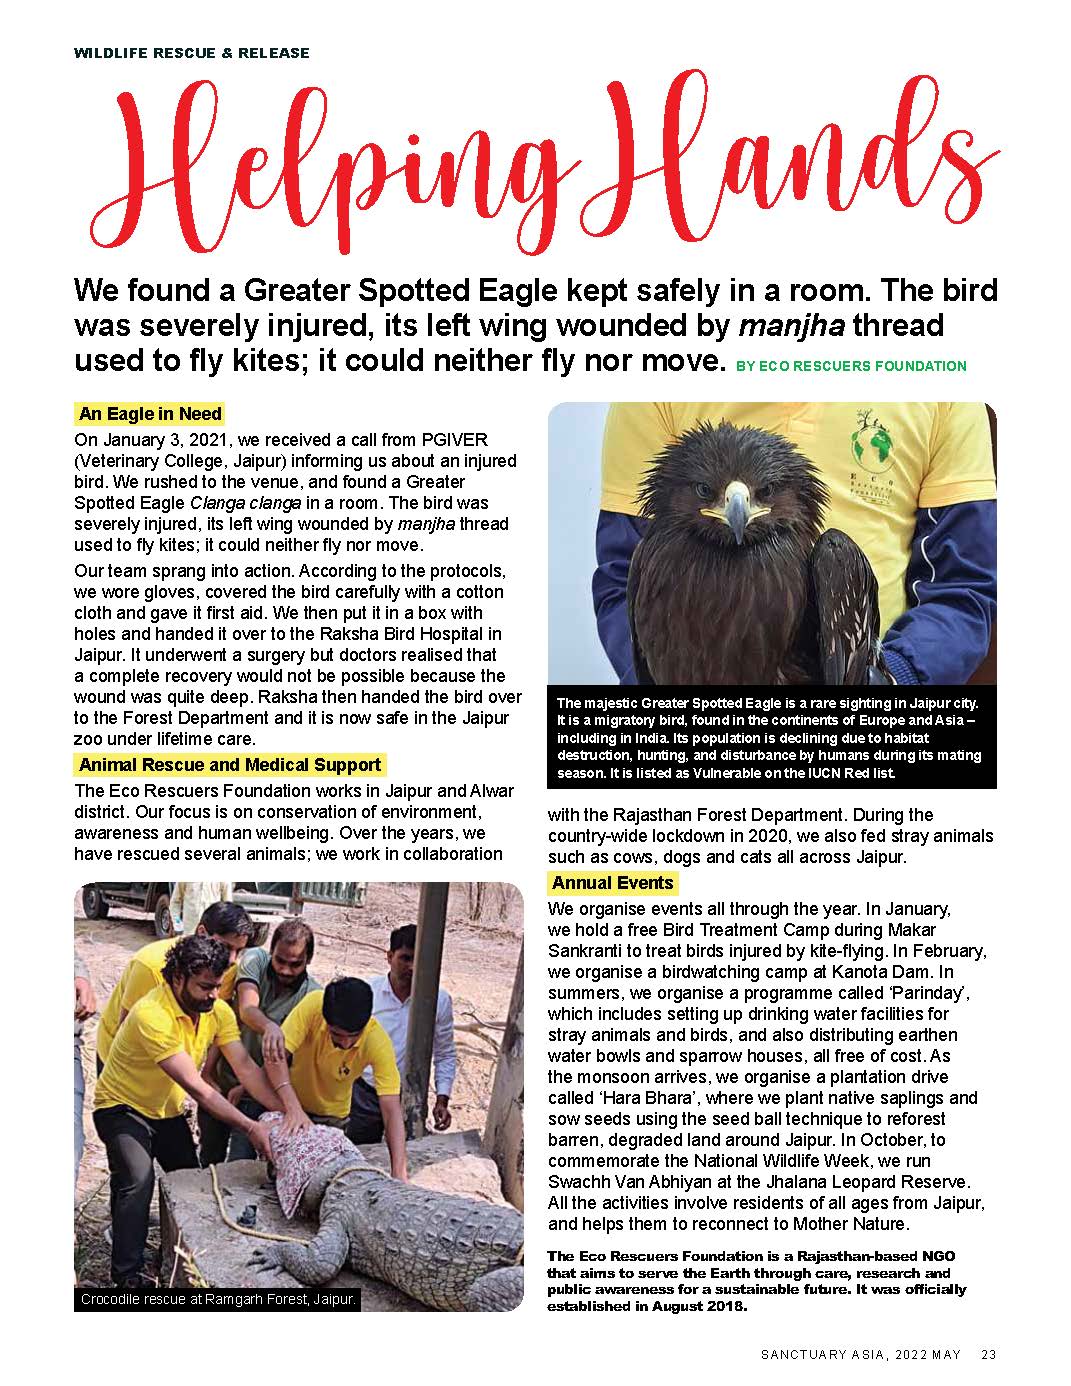 WILDLIFE RESCUE & RELEASE
Helping Hands
We found a Greater Spotted Eagle kept safely in a room. The bird
was severely injured, its left wing wounded by manjha thread
used to fly kites; it could neither fly nor move. BY ECO RESCUERS FOUNDATION
An Eagle in Need
On January 3, 2021, we received a call from PGIVER
(Veterinary College, Jaipur) informing us about an injured
bird. We rushed to the venue, and found a Greater
Spotted Eagle Clanga clanga in a room. The bird was
severely injured, its left wing wounded by manjha thread
used to fly kites; it could neither fly nor move.
Our team sprang into action. According to the protocols,
we wore gloves, covered the bird carefully with a cotton
cloth and gave it first aid. We then put it in a box with
holes and handed it over to the Raksha Bird Hospital in
Jaipur. It underwent a surgery but doctors realised that
a complete recovery would not be possible because the
wound was quite deep. Raksha then handed the bird over
to the Forest Department and it is now safe in the Jaipur
zoo under lifetime care.
Animal Rescue and Medical Support
The Eco Rescuers Foundation works in Jaipur and Alwar
district. Our focus is on conservation of environment,
awareness and human wellbeing. Over the years, we
have rescued several animals; we work in collaboration
Crocodile rescue at Ramgarh Forest, Jaipur.
ECO
The majestic Greater Spotted Eagle is a rare sighting in Jaipur city.
It is a migratory bird, found in the continents of Europe and Asia –
including in India. Its population is declining due to habitat
destruction, hunting, and disturbance by humans during its mating
season. It is listed as Vulnerable on the IUCN Red list.
with the Rajasthan Forest Department. During the
country-wide lockdown in 2020, we also fed stray animals
such as cows, dogs and cats all across Jaipur.
Annual Events
We organise events all through the year. In January,
we hold a free Bird Treatment Camp during Makar
Sankranti to treat birds injured by kite-flying. In February,
we organise a birdwatching camp at Kanota Dam. In
summers, we organise a programme called ‘Parinday’,
which includes setting up drinking water facilities for
stray animals and birds, and also distributing earthen
water bowls and sparrow houses, all free of cost. As
the monsoon arrives, we organise a plantation drive
called ‘Hara Bhara’, where we plant native saplings and
sow seeds using the seed ball technique to reforest
barren, degraded land around Jaipur. In October, to
commemorate the National Wildlife Week, we run
Swachh Van Abhiyan at the Jhalana Leopard Reserve.
All the activities involve residents of all ages from Jaipur,
and helps them to reconnect to Mother Nature.
The Eco Rescuers Foundation is a Rajasthan-based NGO
that aims to serve the Earth through care, research and
public awareness for a sustainable future. It was officially
established in August 2018.
SANCTUARY ASIA, 2022 MAY 23